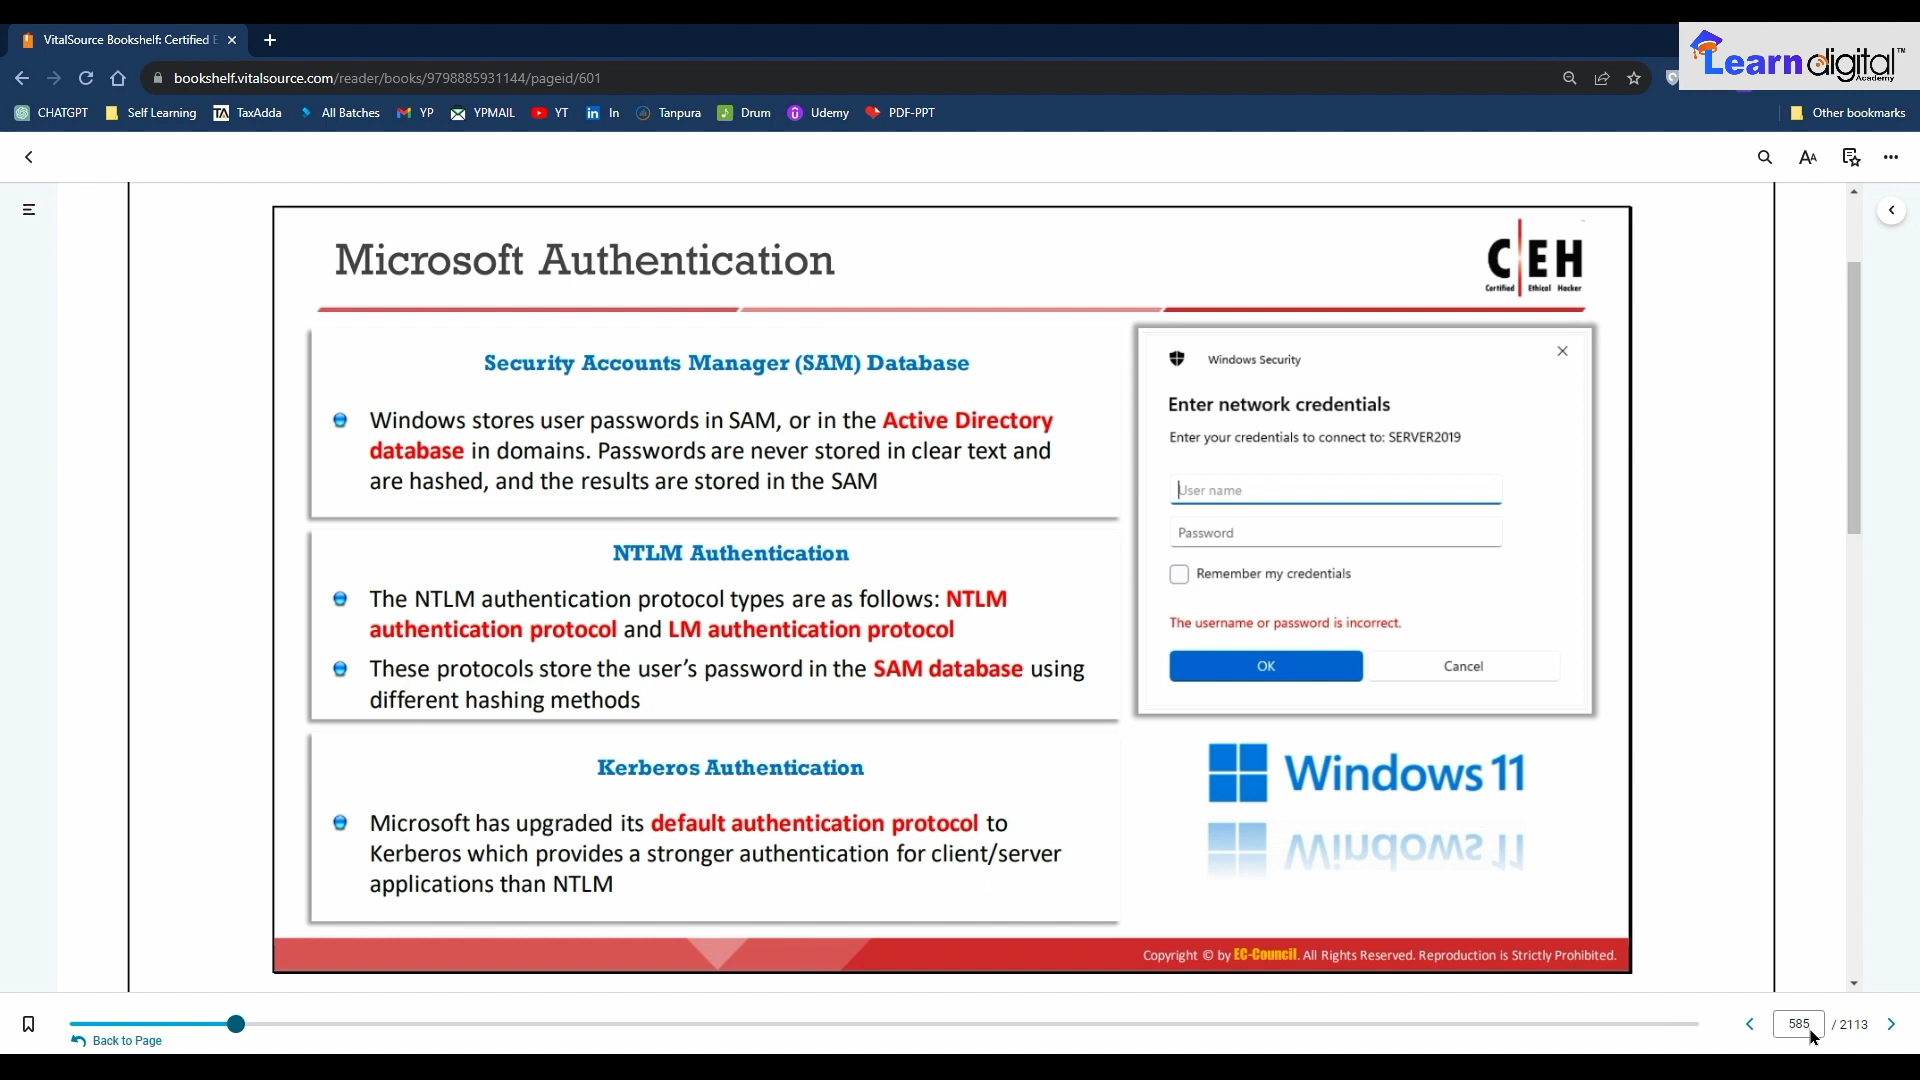 VitalSource Bookshelf: Certified E
Learn digital™
Academy
bookshelf.vitalsource.com/reader/books/9798885931144/pageid/601
CHATGPT Self Learning TaxAdda All Batches YP YPMAIL YT In Tanpura Drum Udemy PDF-PPT Other bookmarks
Microsoft Authentication
C|EH
Certified Ethical Hacker
Security Accounts Manager (SAM) Database
Windows stores user passwords in SAM, or in the Active Directory
database in domains. Passwords are never stored in clear text and
are hashed, and the results are stored in the SAM
NTLM Authentication
The NTLM authentication protocol types are as follows: NTLM
authentication protocol and LM authentication protocol
These protocols store the user's password in the SAM database using
different hashing methods
Kerberos Authentication
Microsoft has upgraded its default authentication protocol to
Kerberos which provides a stronger authentication for client/server
applications than NTLM
Windows Security
Enter network credentials
Enter your credentials to connect to: SERVER2019
User name
Password
Remember my credentials
The username or password is incorrect.
OK Cancel
Windows 11
Copyright © by EC-Council. All Rights Reserved. Reproduction is Strictly Prohibited.
Back to Page
585 / 2113